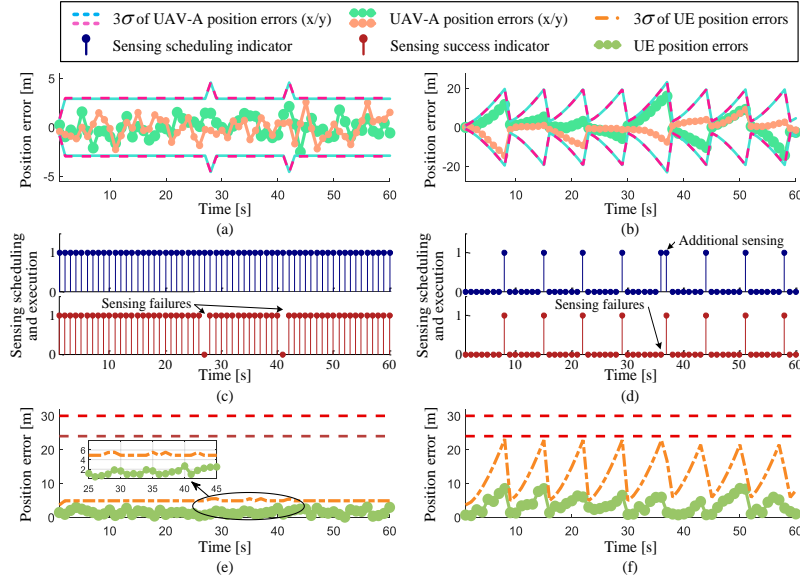 3σ of UAV-A position errors (x/y) UAV-A position errors (x/y) 3σ of UE position errors
Sensing scheduling indicator Sensing success indicator UE position errors
Position error [m]
5
0
-5
10 20 30 40 50 60
Time [s]
(a)
Position error [m]
20
0
-20
10 20 30 40 50 60
Time [s]
(b)
Sensing scheduling
and execution
1
0
Sensing failures
1
0
10 20 30 40 50 60
Time [s]
(c)
Sensing scheduling
and execution
Additional sensing
1
0
Sensing failures
1
0
10 20 30 40 50 60
Time [s]
(d)
Position error [m]
30
20
10
0
6
4
2
25 30 35 40 45
10 20 30 40 50 60
Time [s]
(e)
Position error [m]
30
20
10
0
10 20 30 40 50 60
Time [s]
(f)